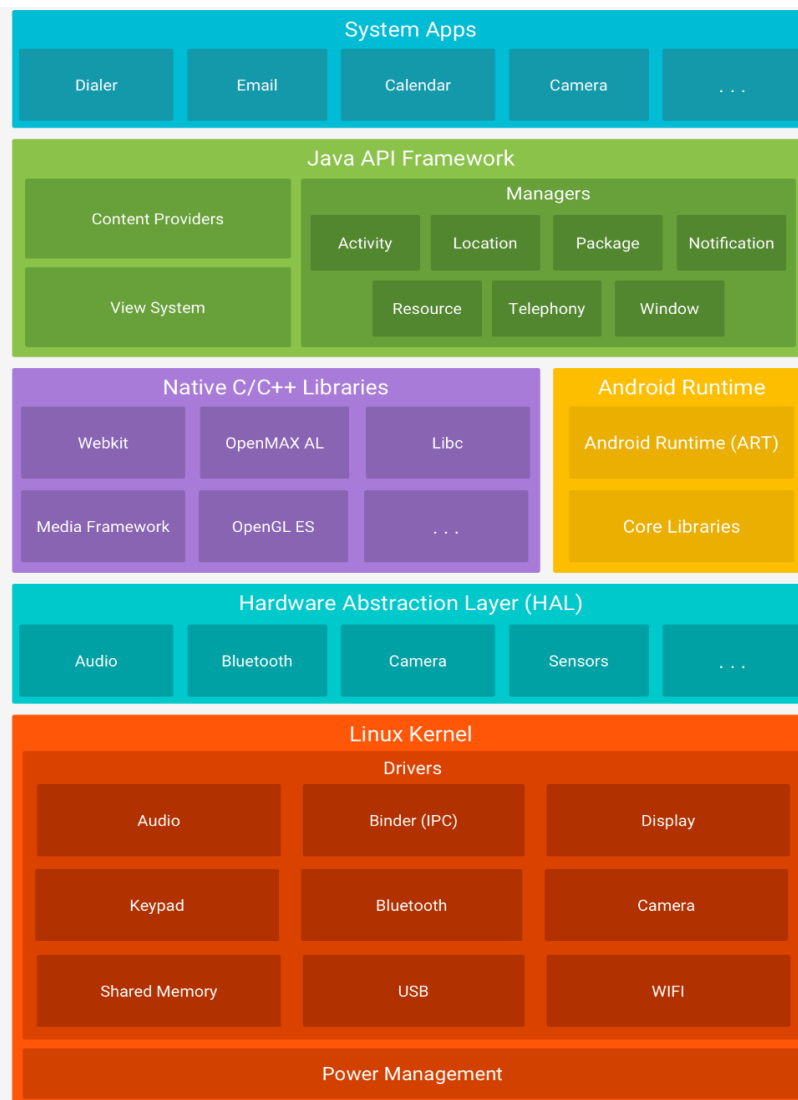 System Apps
Dialer
Email
Calendar
Camera
. . .
Java API Framework
Content Providers
View System
Managers
Activity
Location
Package
Notification
Resource
Telephony
Window
Native C/C++ Libraries
Webkit
OpenMAX AL
Libc
Media Framework
OpenGL ES
. . .
Android Runtime
Android Runtime (ART)
Core Libraries
Hardware Abstraction Layer (HAL)
Audio
Bluetooth
Camera
Sensors
. . .
Linux Kernel
Drivers
Audio
Binder (IPC)
Display
Keypad
Bluetooth
Camera
Shared Memory
USB
WIFI
Power Management